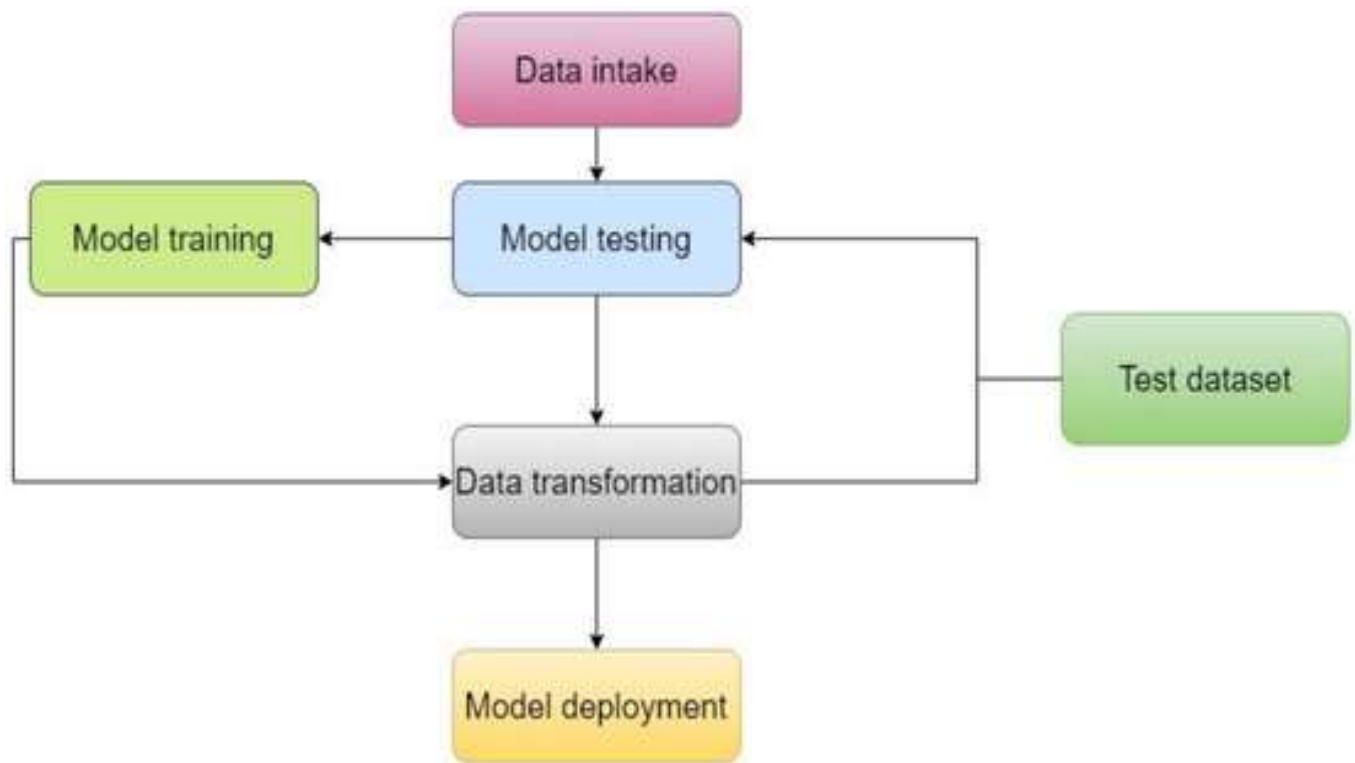 Data intake
Model training
Model testing
Test dataset
Data transformation
Model deployment